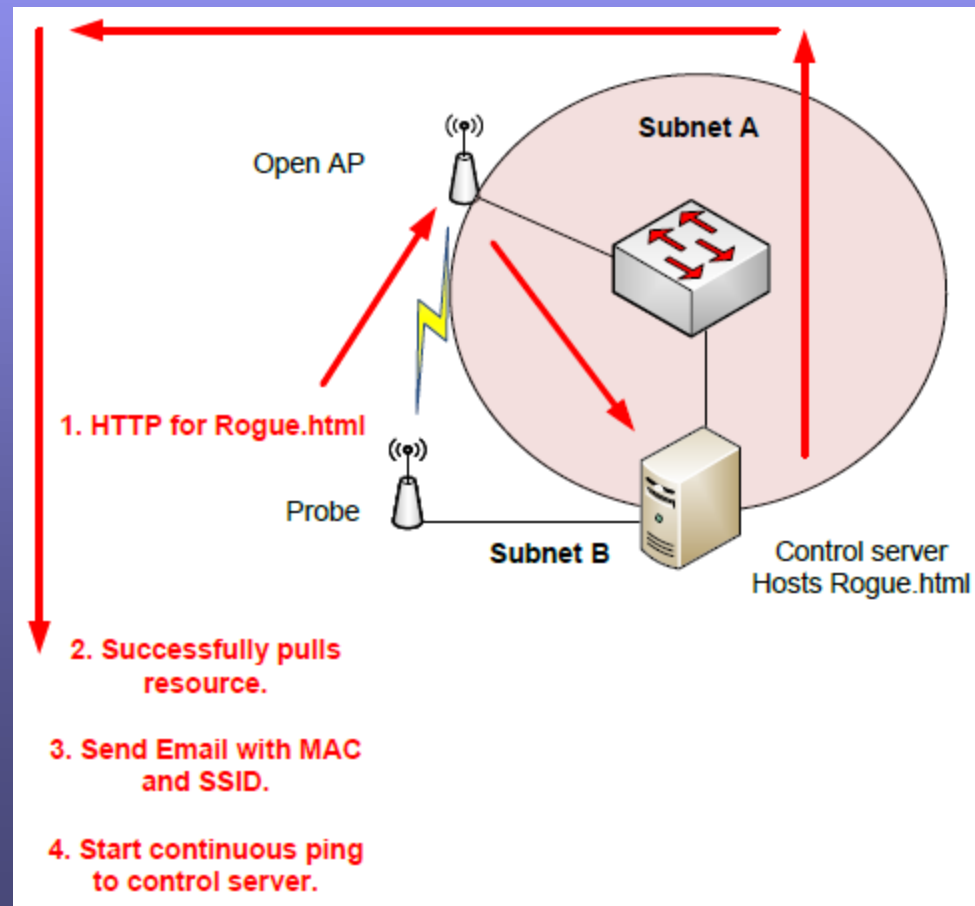 Subnet A
Open AP
1. HTTP for Rogue.html
Probe
Subnet B
Control server
Hosts Rogue.html
2. Successfully pulls
resource.
3. Send Email with MAC
and SSID.
4. Start continuous ping
to control server.